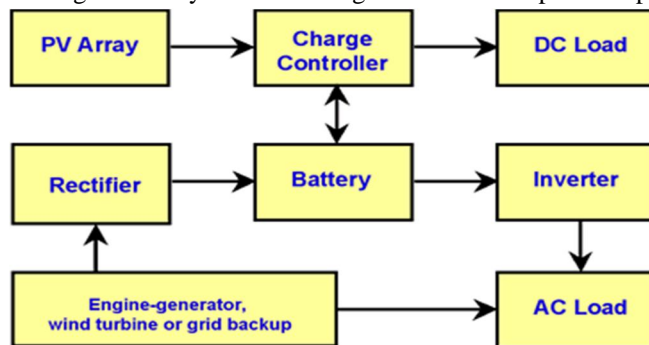 PV Array
Charge
Controller
DC Load
Rectifier
Battery
Inverter
Engine-generator,
wind turbine or grid backup
AC Load